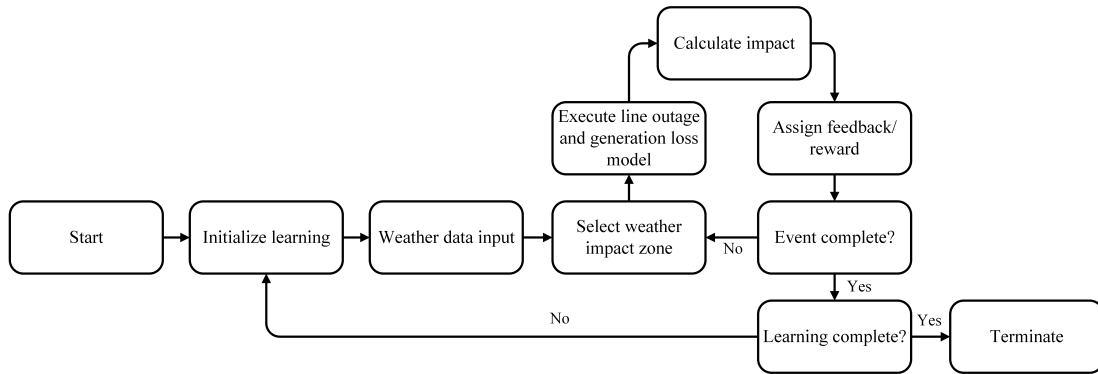 Calculate impact
Execute line outage
and generation loss
model
Assign feedback/
reward
Start
Initialize learning
Weather data input
Select weather
impact zone
No
Event complete?
Yes
No
Learning complete?
Yes
Terminate